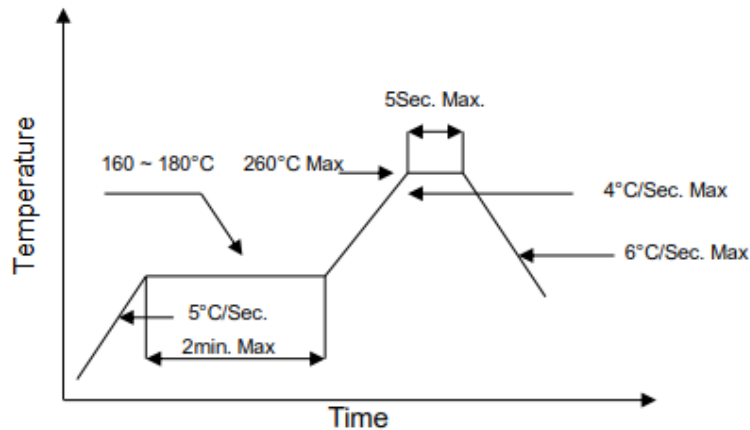 5Sec. Max.
160 ~ 180°C
260°C Max
4°C/Sec. Max
6°C/Sec. Max
5°C/Sec.
2min. Max
Temperature
Time